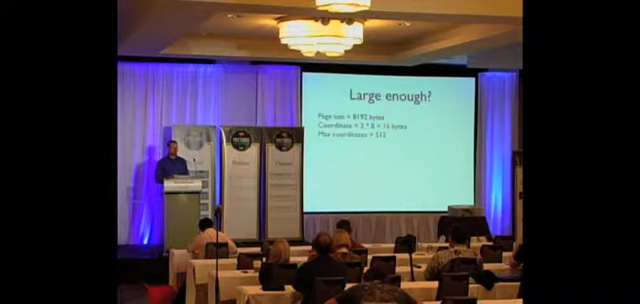 Large enough?
Page size = 8192 bytes
Coordinate = 2 * 8 = 16 bytes
Max coordinates = 512